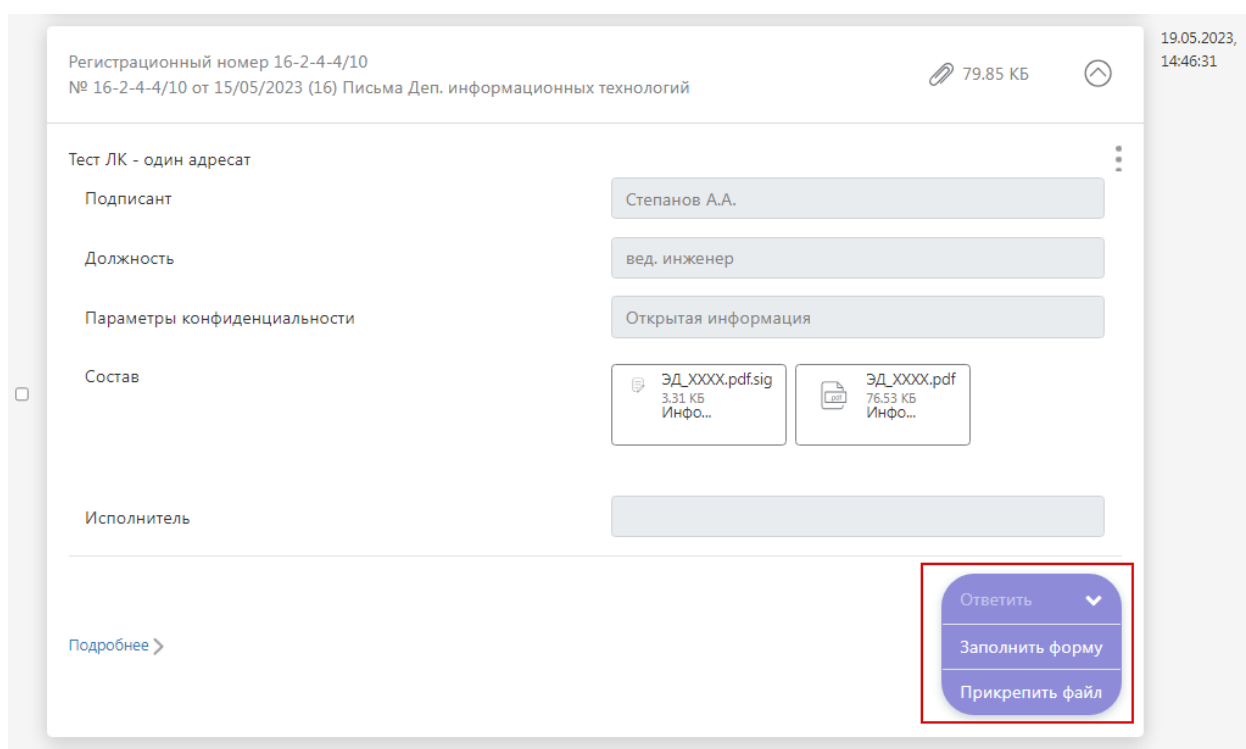 19.05.2023,
14:46:31
Регистрационный номер 16-2-4-4/10
№ 16-2-4-4/10 от 15/05/2023 (16) Письма Деп. информационных технологий
79.85 КБ
Тест ЛК - один адресат
Подписант
Степанов А.А.
Должность
вед. инженер
Параметры конфиденциальности
Открытая информация
Состав
ЭД_XXXX.pdf.sig
3.31 КБ
Инфо...
.pdf
ЭД_XXXX.pdf
76.53 КБ
Инфо...
Исполнитель
Ответить
Заполнить форму
Прикрепить файл
Подробнее